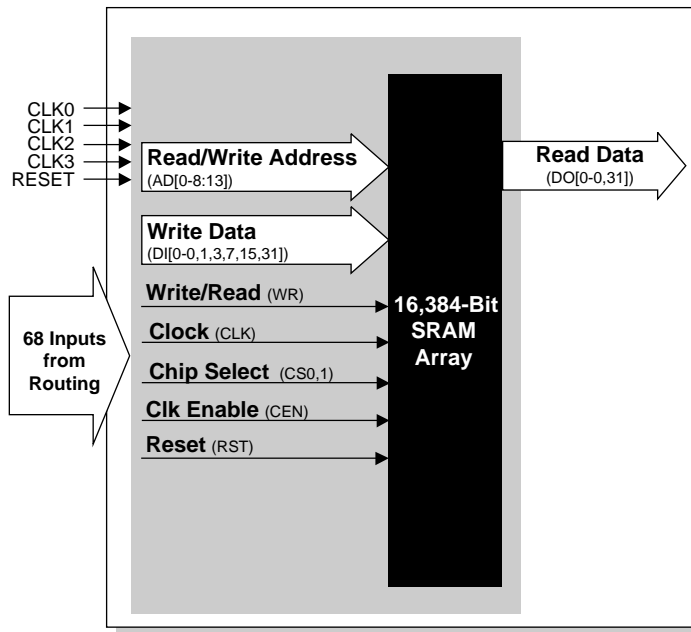 CLK0
CLK1
CLK2
CLK3
RESET
Read/Write Address
(AD[0-8:13])
Read Data
(DO[0-0,31])
Write Data
(DI[0-0,1,3,7,15,31])
68 Inputs
from
Routing
Write/Read (WR)
Clock (CLK)
Chip Select (CS0,1)
Clk Enable (CEN)
Reset (RST)
16,384-Bit
SRAM
Array